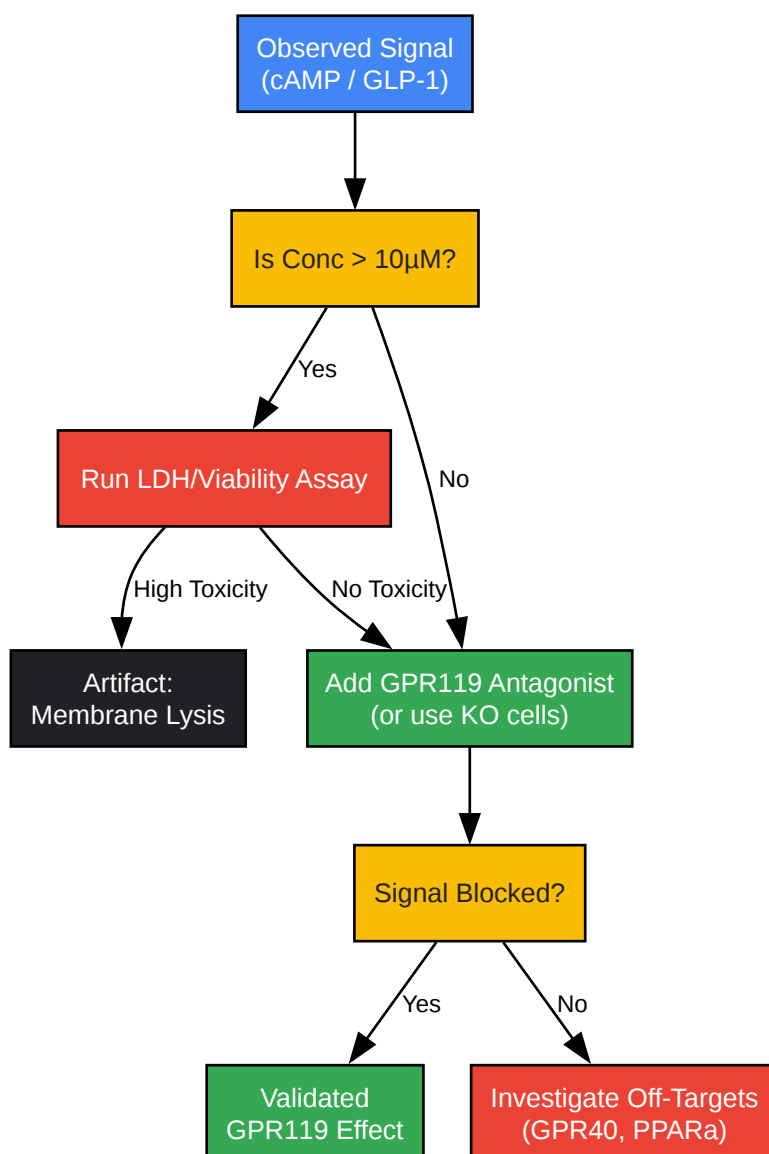 Observed Signal
(cAMP / GLP-1)
Is Conc > 10µM?
Yes
No
Run LDH/Viability Assay
High Toxicity
No Toxicity
Artifact:
Membrane Lysis
Add GPR119 Antagonist
(or use KO cells)
Signal Blocked?
Yes
No
Validated
GPR119 Effect
Investigate Off-Targets
(GPR40, PPARa)